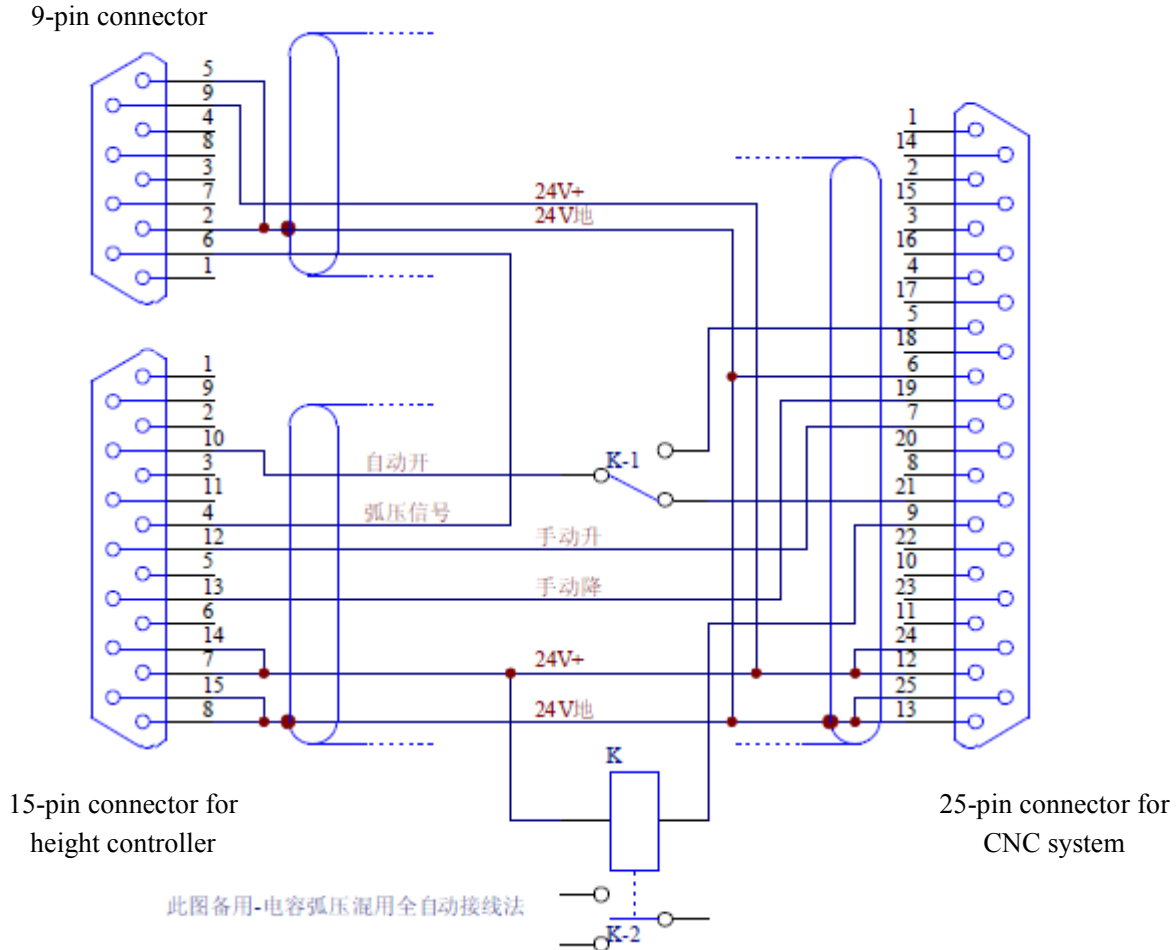 9-pin connector
5
9
4
8
3
7
2
6
1
24V+
24V地
1
14
2
15
3
16
4
17
5
18
6
19
7
20
8
21
9
22
10
23
11
24
12
25
13
1
9
2
10
3
11
4
12
5
13
6
14
7
15
8
自动开
K-1
弧压信号
手动升
手动降
24V+
24V地
K
15-pin connector for
height controller
25-pin connector for
CNC system
此图备用-电容弧压混用全自动接线法
K-2